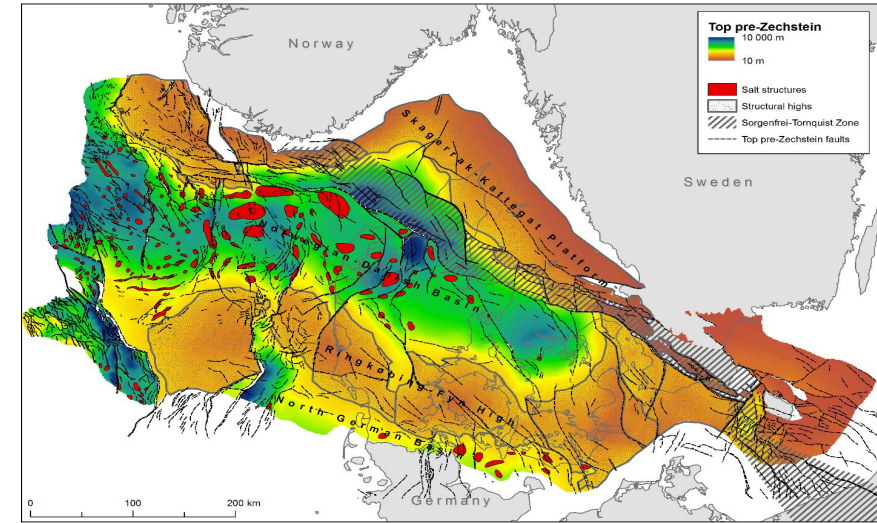 Norway
Top pre-Zechstein
10 000 m
10 m
Salt structures
Structural highs
Sorgenfrei-Tornquist Zone
Top pre-Zechstein faults
Skagerrak-Kattegat Platform
Sweden
Norwegian-Danish Basin
Ringkøbing-Fyn High
North German Basin
Germany
0 100 200 km